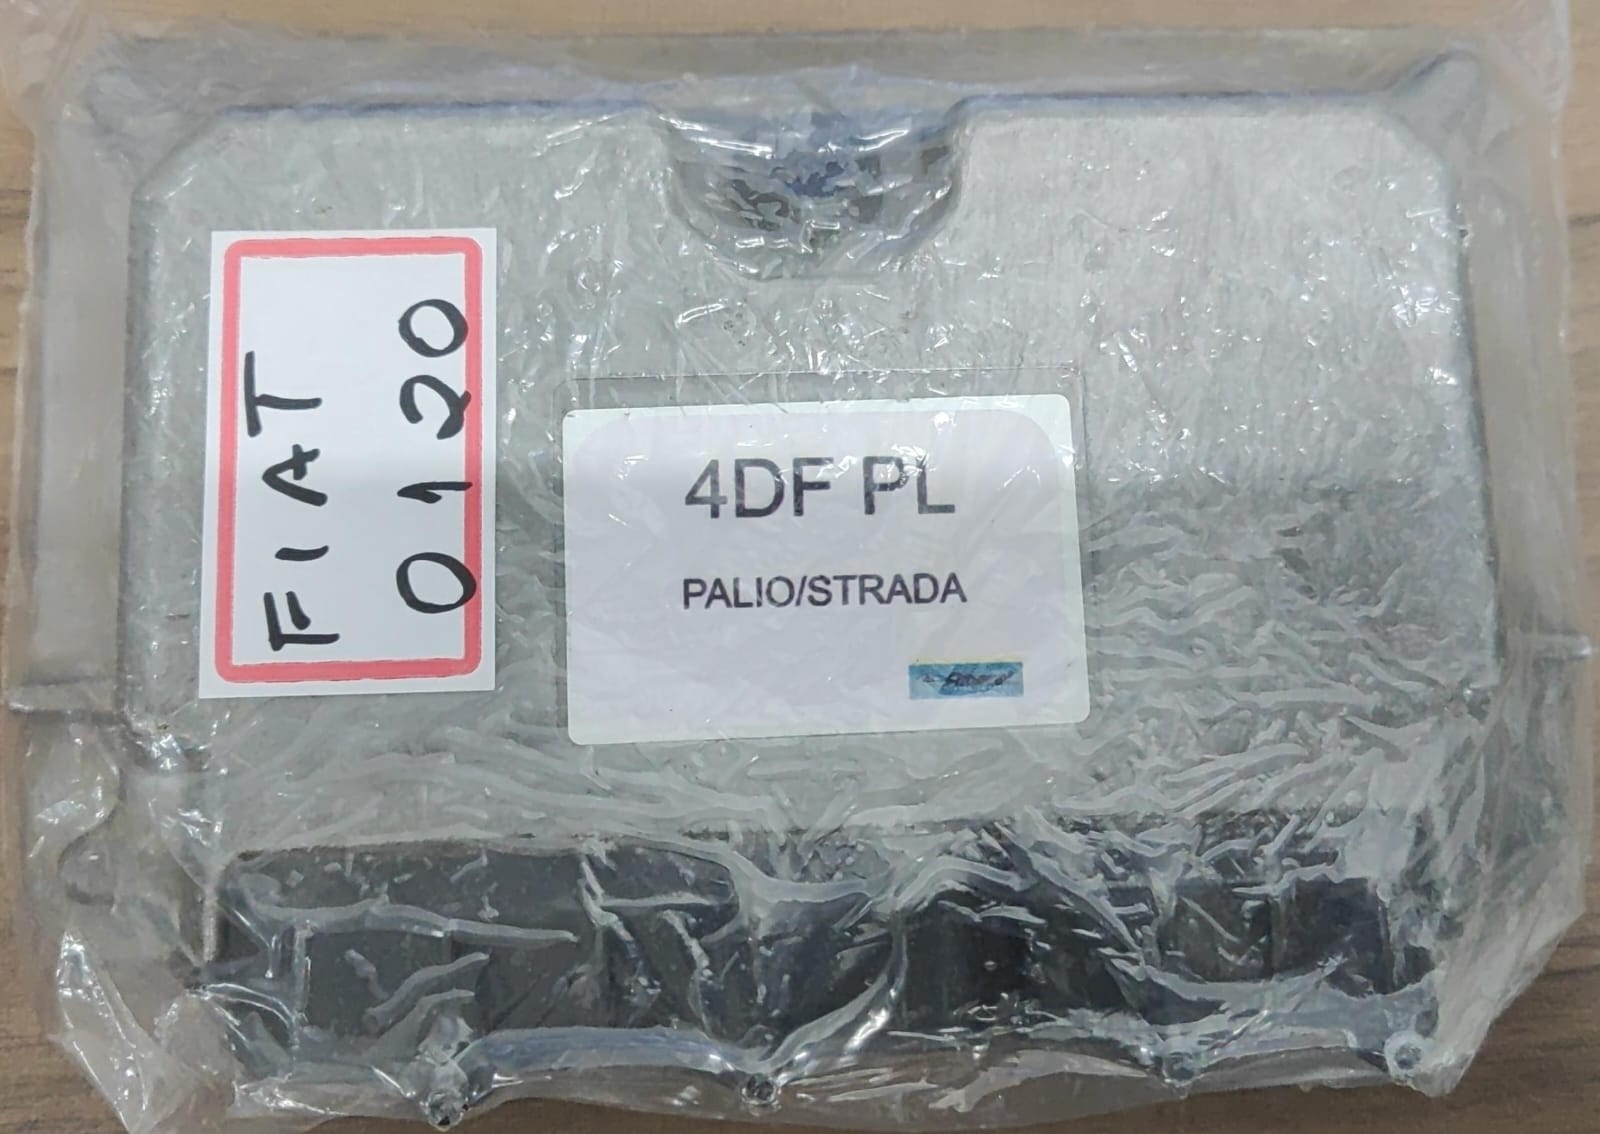 FIAT
0120
4DF PL
PALIO/STRADA